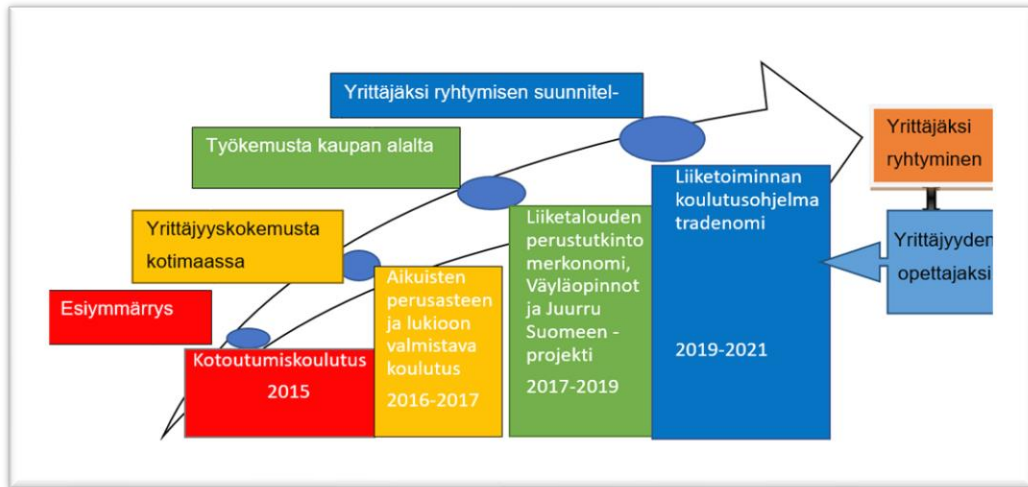 Yrittäjäksi ryhtymisen suunnitel-
Työkemusta kaupan alalta
Yrittäjyyskokemusta
kotimaassa
Esiymmärrys
Kotoutumiskoulutus
2015
Aikuisten
perusasteen
ja lukioon
valmistava
koulutus
2016-2017
Liiketalouden
perustutkinto
merkonomi,
Väyläopinnot
ja Juurru
Suomeen -
projekti
2017-2019
Liiketoiminnan
koulutusohjelma
tradenomi
2019-2021
Yrittäjäksi
ryhtyminen
Yrittäjyyden
opettajaksi